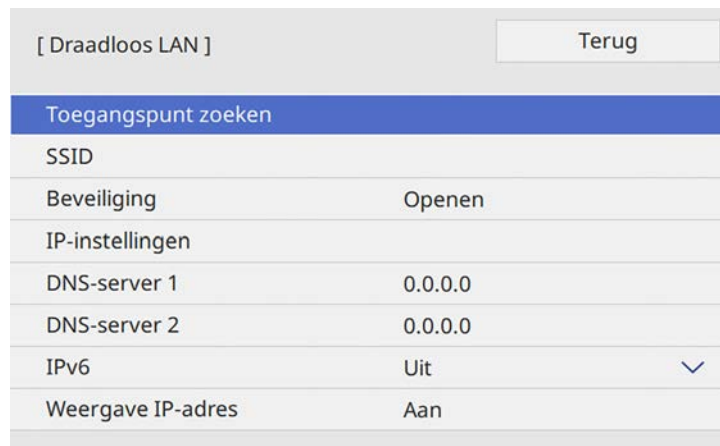 [ Draadloos LAN ] Terug
Toegangspunt zoeken
SSID
Beveiliging Openen
IP-instellingen
DNS-server 1 0.0.0.0
DNS-server 2 0.0.0.0
IPv6 Uit
Weergave IP-adres Aan